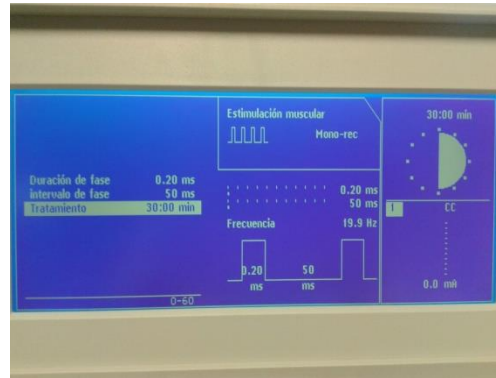 Duración de fase 0.20 ms
intervalo de fase 50 ms
Tratamiento 30:00 min
0-60
Estimulación muscular
Mono-rec
0.20 ms
50 ms
Frecuencia 19.9 Hz
0.20 50
ms ms
30:00 min
1 CC
0.0 mA